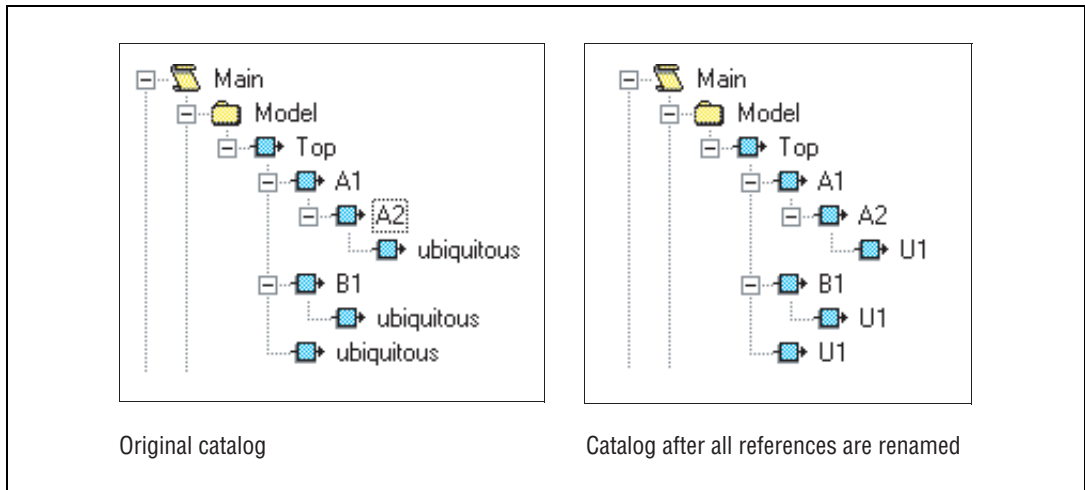 Main
Model
Top
A1
A2
ubiquitous
B1
ubiquitous
ubiquitous
Original catalog
Main
Model
Top
A1
A2
U1
B1
U1
U1
Catalog after all references are renamed